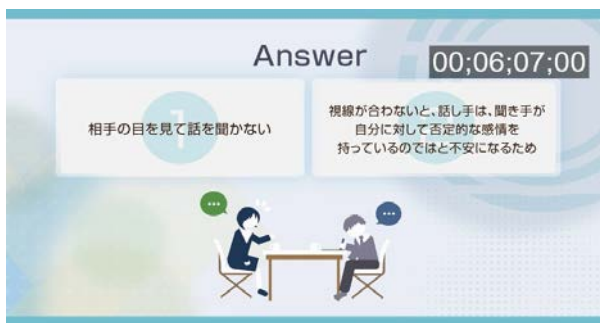 Answer
00;06;07;00
1
相手の目を見て話を聞かない
視線が合わないと、話し手は、聞き手が
自分に対して否定的な感情を
持っているのではと不安になるため